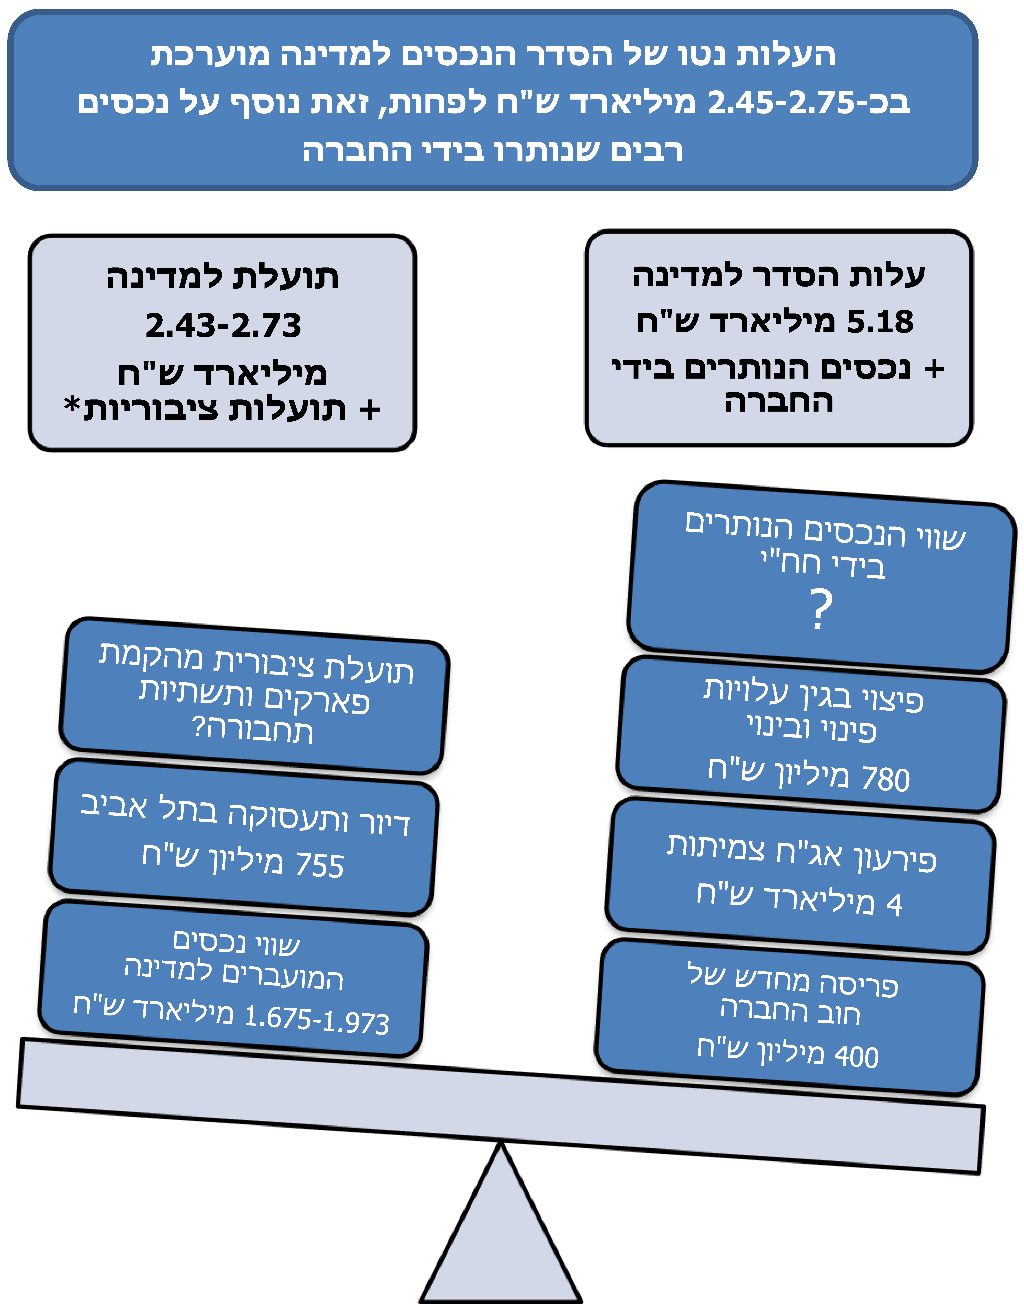 העלות נטו של הסדר הנכסים למדינה מוערכת
בכ-2.45-2.75 מיליארד ש"ח לפחות, זאת נוסף על נכסים
רבים שנותרו בידי החברה
עלות הסדר למדינה
5.18 מיליארד ש"ח
+ נכסים הנותרים בידי
החברה
תועלת למדינה
2.43-2.73
מיליארד ש"ח
+ תועלות ציבוריות*
שווי הנכסים הנותרים
בידי חח"י
?
פיצוי בגין עלויות
פינוי ובינוי
780 מיליון ש"ח
פירעון אג"ח צמיתות
4 מיליארד ש"ח
פריסה מחדש של
חוב החברה
400 מיליון ש"ח
תועלת ציבורית מהקמת
פארקים ותשתיות
תחבורה?
דיור ותעסוקה בתל אביב
755 מיליון ש"ח
שווי נכסים
המועברים למדינה
1.675-1.973 מיליארד ש"ח